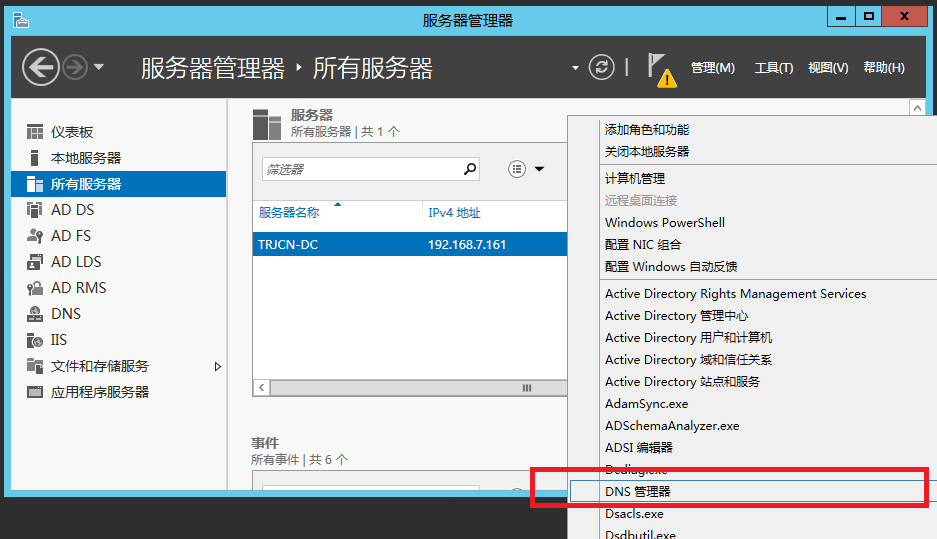 服务器管理器
服务器管理器 ‣ 所有服务器
管理(M) 工具(T) 视图(V) 帮助(H)
仪表板
本地服务器
所有服务器
AD DS
AD FS
AD LDS
AD RMS
DNS
IIS
文件和存储服务
应用程序服务器
服务器
所有服务器 | 共 1 个
筛选器
服务器名称 IPv4 地址
TRJCN-DC 192.168.7.161
事件
所有事件 | 共 6 个
添加角色和功能
关闭本地服务器
计算机管理
远程桌面连接
Windows PowerShell
配置 NIC 组合
配置 Windows 自动反馈
Active Directory Rights Management Services
Active Directory 管理中心
Active Directory 用户和计算机
Active Directory 域和信任关系
Active Directory 站点和服务
AdamSync.exe
ADSchemaAnalyzer.exe
ADSI 编辑器
Dcdiag.exe
DNS 管理器
Dsacls.exe
Dsdbutil.exe